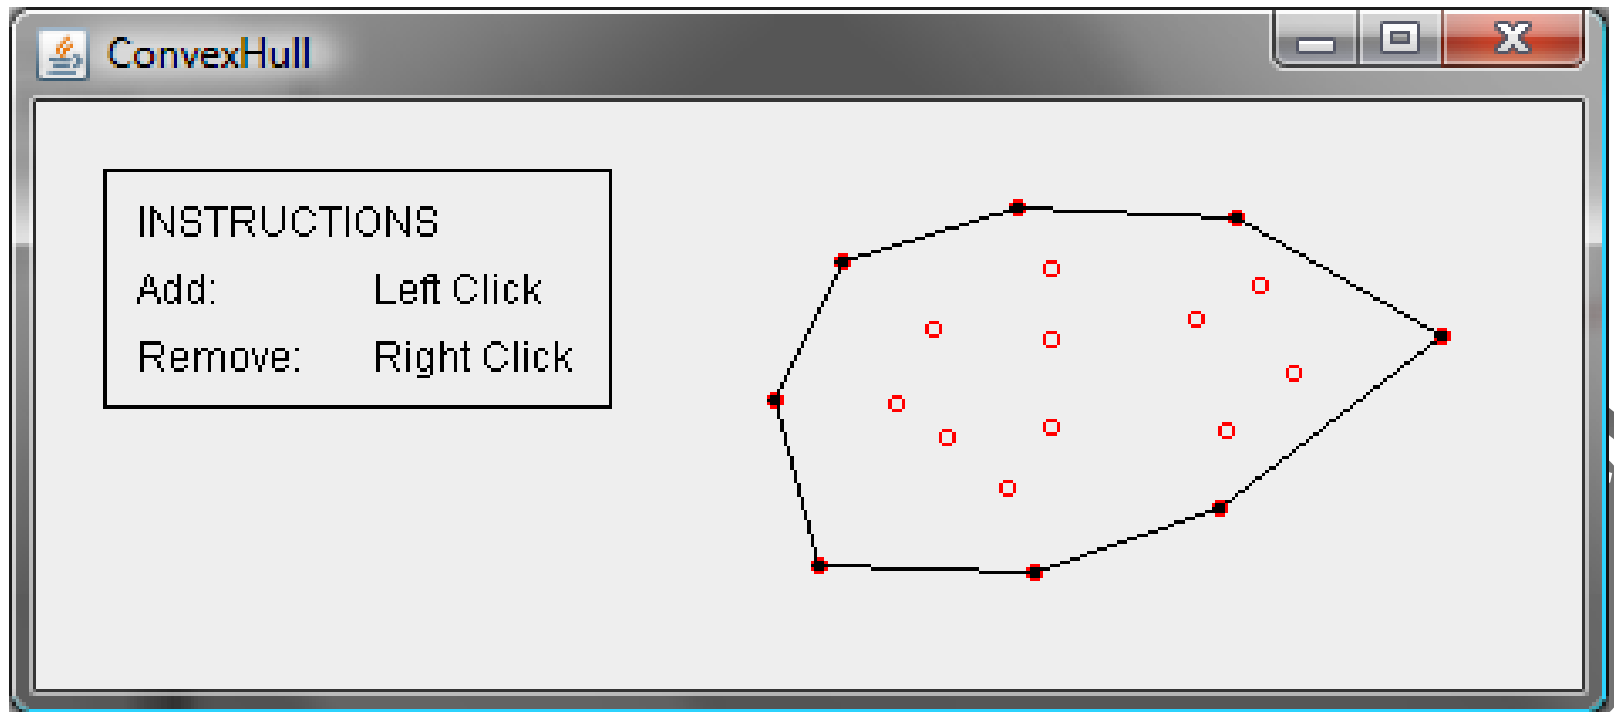 ConvexHull
INSTRUCTIONS
Add: Left Click
Remove: Right Click